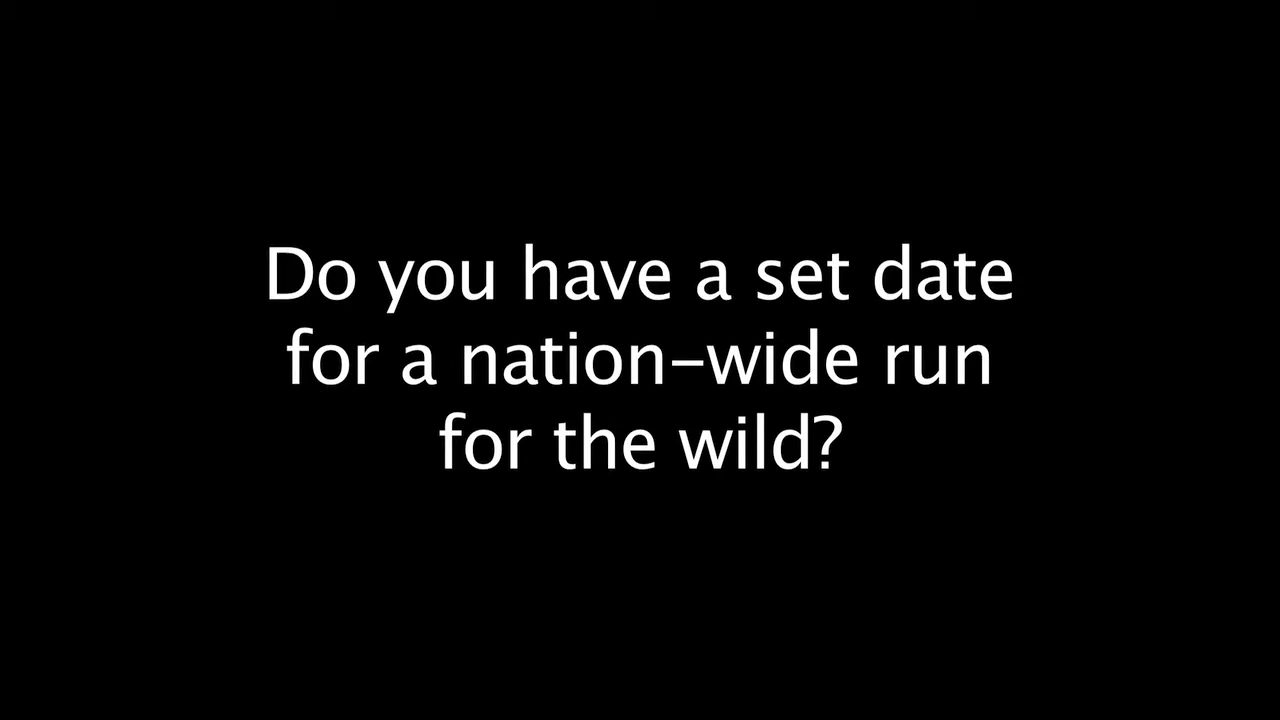 Do you have a set date
for a nation-wide run
for the wild?